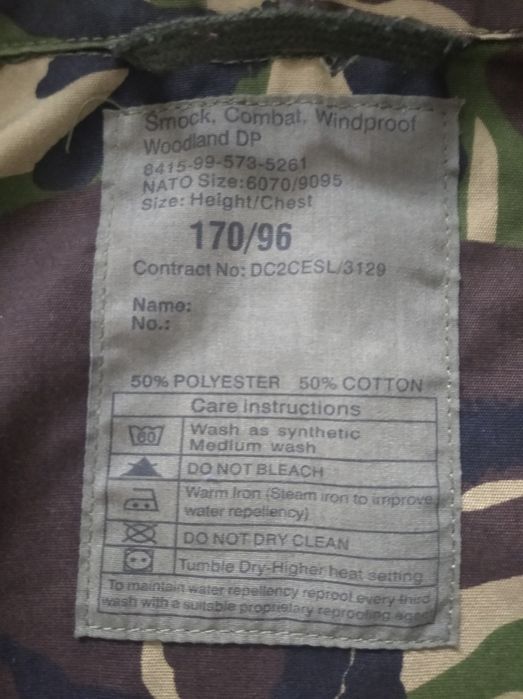 Smock, Combat, Windproof
Woodland DP
8415-99-573-5261
NATO Size:6070/9095
Size: Height/Chest
170/96
Contract No: DC2CESL/3129
Name:
No.:
50% POLYESTER 50% COTTON
Care instructions
60
Wash as synthetic
Medium wash
DO NOT BLEACH
Warm Iron (Steam iron to improve
water repellency)
DO NOT DRY CLEAN
Tumble Dry-Higher heat setting
To maintain water repellency reproof every third
wash with a suitable proprietary reproofing agent